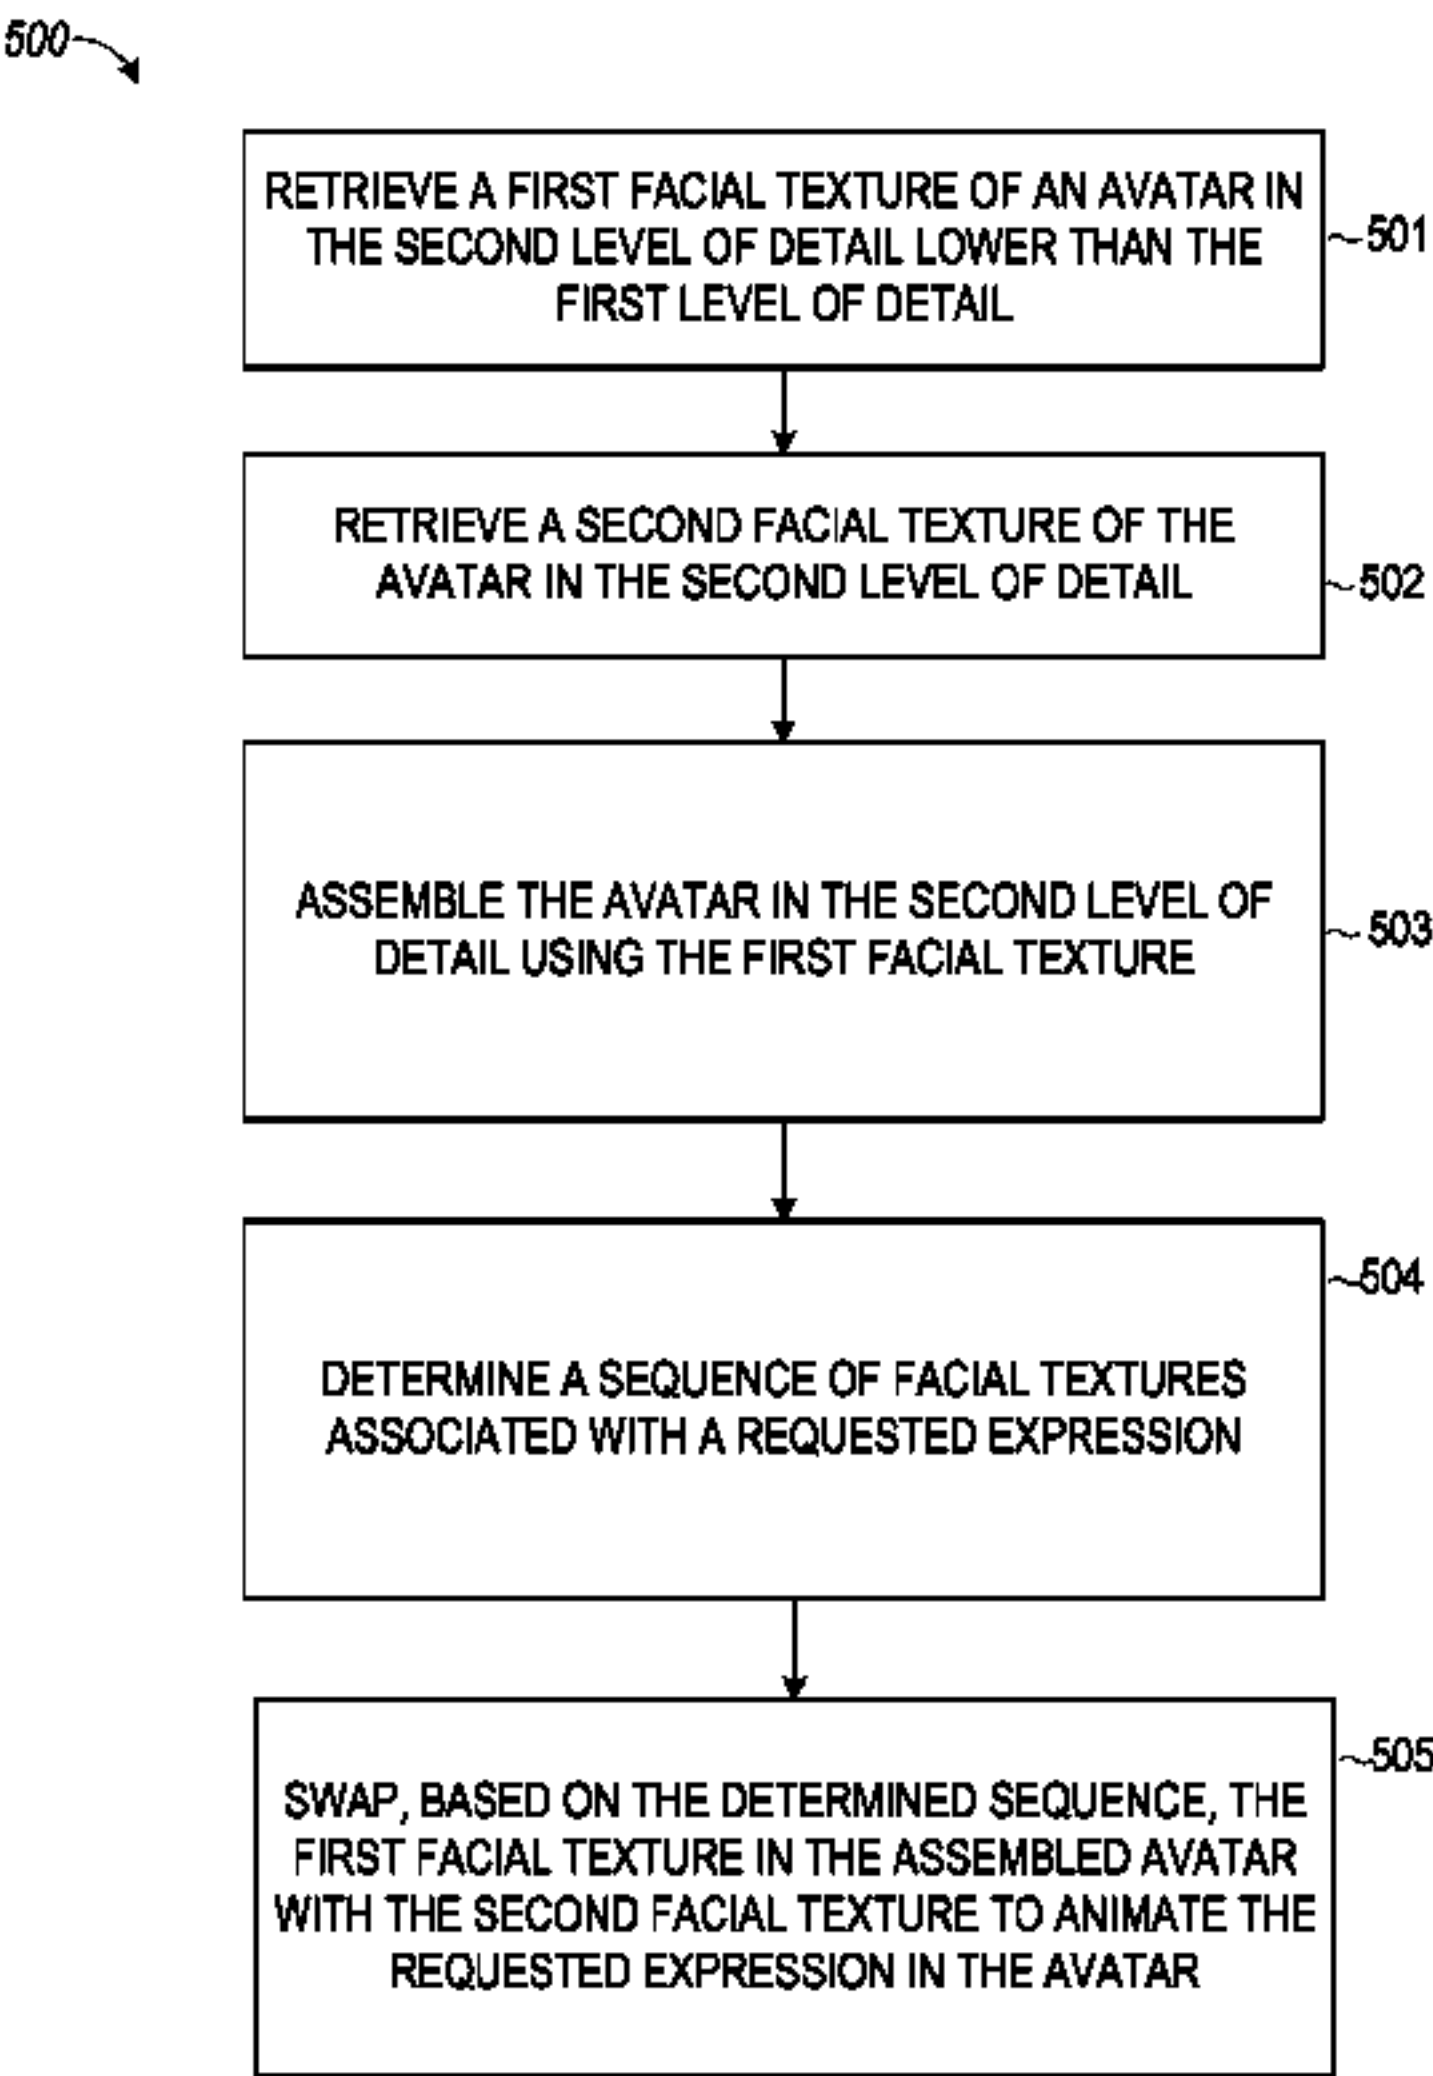 500
RETRIEVE A FIRST FACIAL TEXTURE OF AN AVATAR IN
THE SECOND LEVEL OF DETAIL LOWER THAN THE
FIRST LEVEL OF DETAIL
501
RETRIEVE A SECOND FACIAL TEXTURE OF THE
AVATAR IN THE SECOND LEVEL OF DETAIL
502
ASSEMBLE THE AVATAR IN THE SECOND LEVEL OF
DETAIL USING THE FIRST FACIAL TEXTURE
503
504
DETERMINE A SEQUENCE OF FACIAL TEXTURES
ASSOCIATED WITH A REQUESTED EXPRESSION
505
SWAP, BASED ON THE DETERMINED SEQUENCE, THE
FIRST FACIAL TEXTURE IN THE ASSEMBLED AVATAR
WITH THE SECOND FACIAL TEXTURE TO ANIMATE THE
REQUESTED EXPRESSION IN THE AVATAR